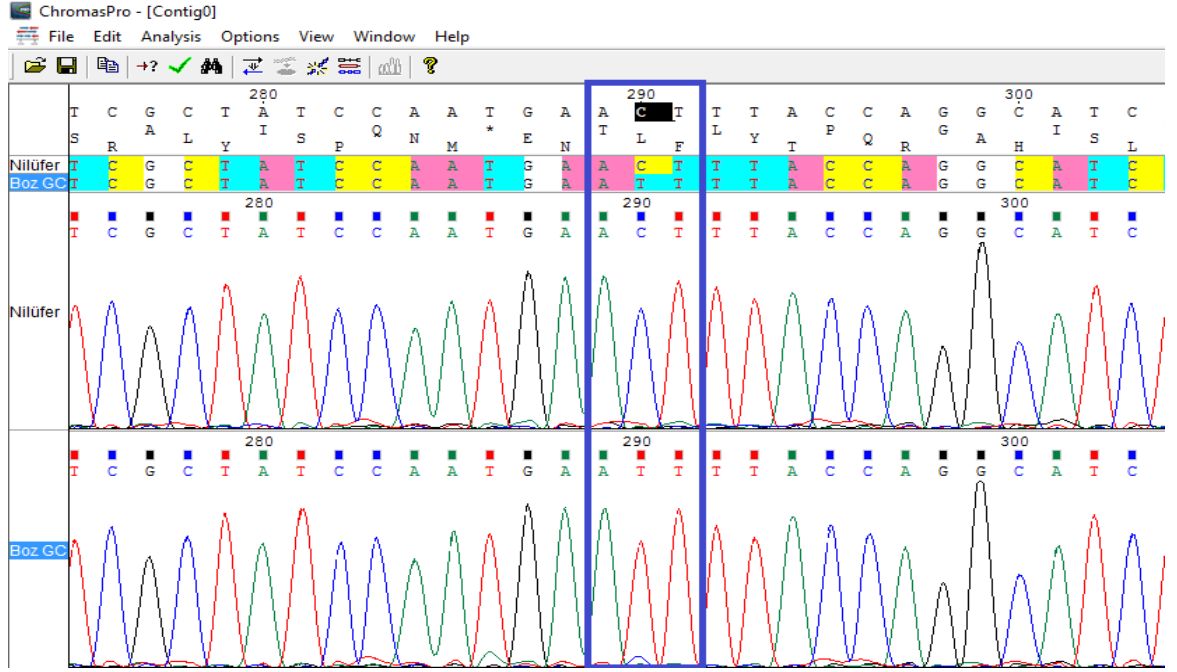 ChromasPro - [Contig0]
File Edit Analysis Options View Window Help
280 290 300
T C G C T A T C C A A T G A A C T T T A C C A G G C A T C
A I Q * T L P G I
S L S N E L Y Q A S
R Y P M N F T R H L
Nilüfer T C G C T A T C C A A T G A A C T T T A C C A G G C A T C
Boz GC T C G C T A T C C A A T G A A T T T T A C C A G G C A T C
280 290 300
T C G C T A T C C A A T G A A C T T T A C C A G G C A T C
Nilüfer
280 290 300
T C G C T A T C C A A T G A A T T T T A C C A G G C A T C
Boz GC